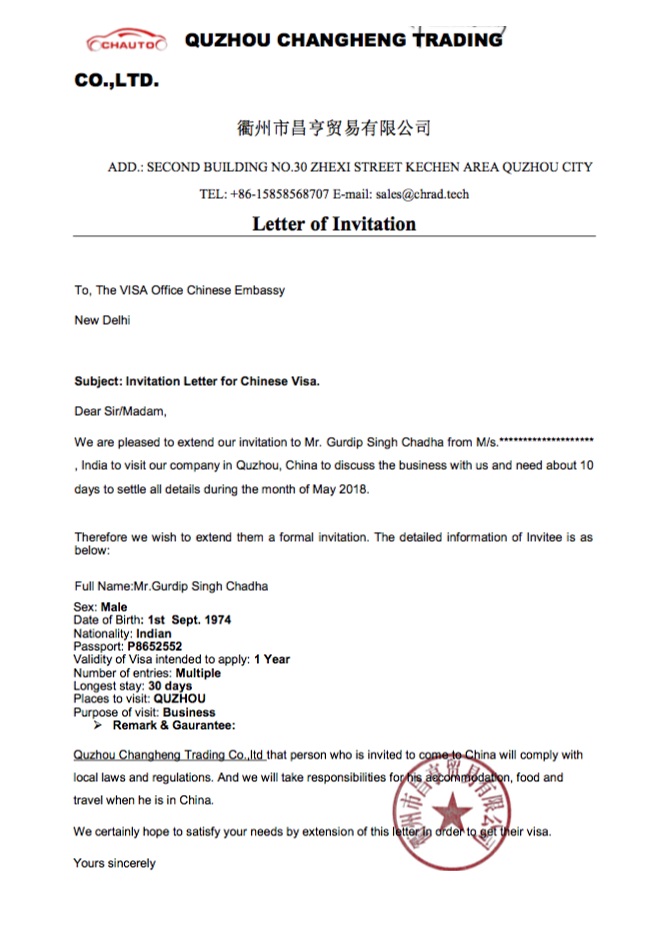 CHAUTO QUZHOU CHANGHENG TRADING
CO.,LTD.
衢州市昌亨贸易有限公司
ADD.: SECOND BUILDING NO.30 ZHEXI STREET KECHEN AREA QUZHOU CITY
TEL: +86-15858568707 E-mail: sales@chrad.tech
Letter of Invitation
To, The VISA Office Chinese Embassy
New Delhi
Subject: Invitation Letter for Chinese Visa.
Dear Sir/Madam,
We are pleased to extend our invitation to Mr. Gurdip Singh Chadha from M/s.********************
, India to visit our company in Quzhou, China to discuss the business with us and need about 10
days to settle all details during the month of May 2018.
Therefore we wish to extend them a formal invitation. The detailed information of Invitee is as
below:
Full Name:Mr.Gurdip Singh Chadha
Sex: Male
Date of Birth: 1st Sept. 1974
Nationality: Indian
Passport: P8652552
Validity of Visa intended to apply: 1 Year
Number of entries: Multiple
Longest stay: 30 days
Places to visit: QUZHOU
Purpose of visit: Business
➢ Remark & Gaurantee:
Quzhou Changheng Trading Co.,ltd that person who is invited to come to China will comply with
local laws and regulations. And we will take responsibilities for his accommodation, food and
travel when he is in China.
We certainly hope to satisfy your needs by extension of this letter in order to get their visa.
Yours sincerely
衢州市昌亨贸易有限公司